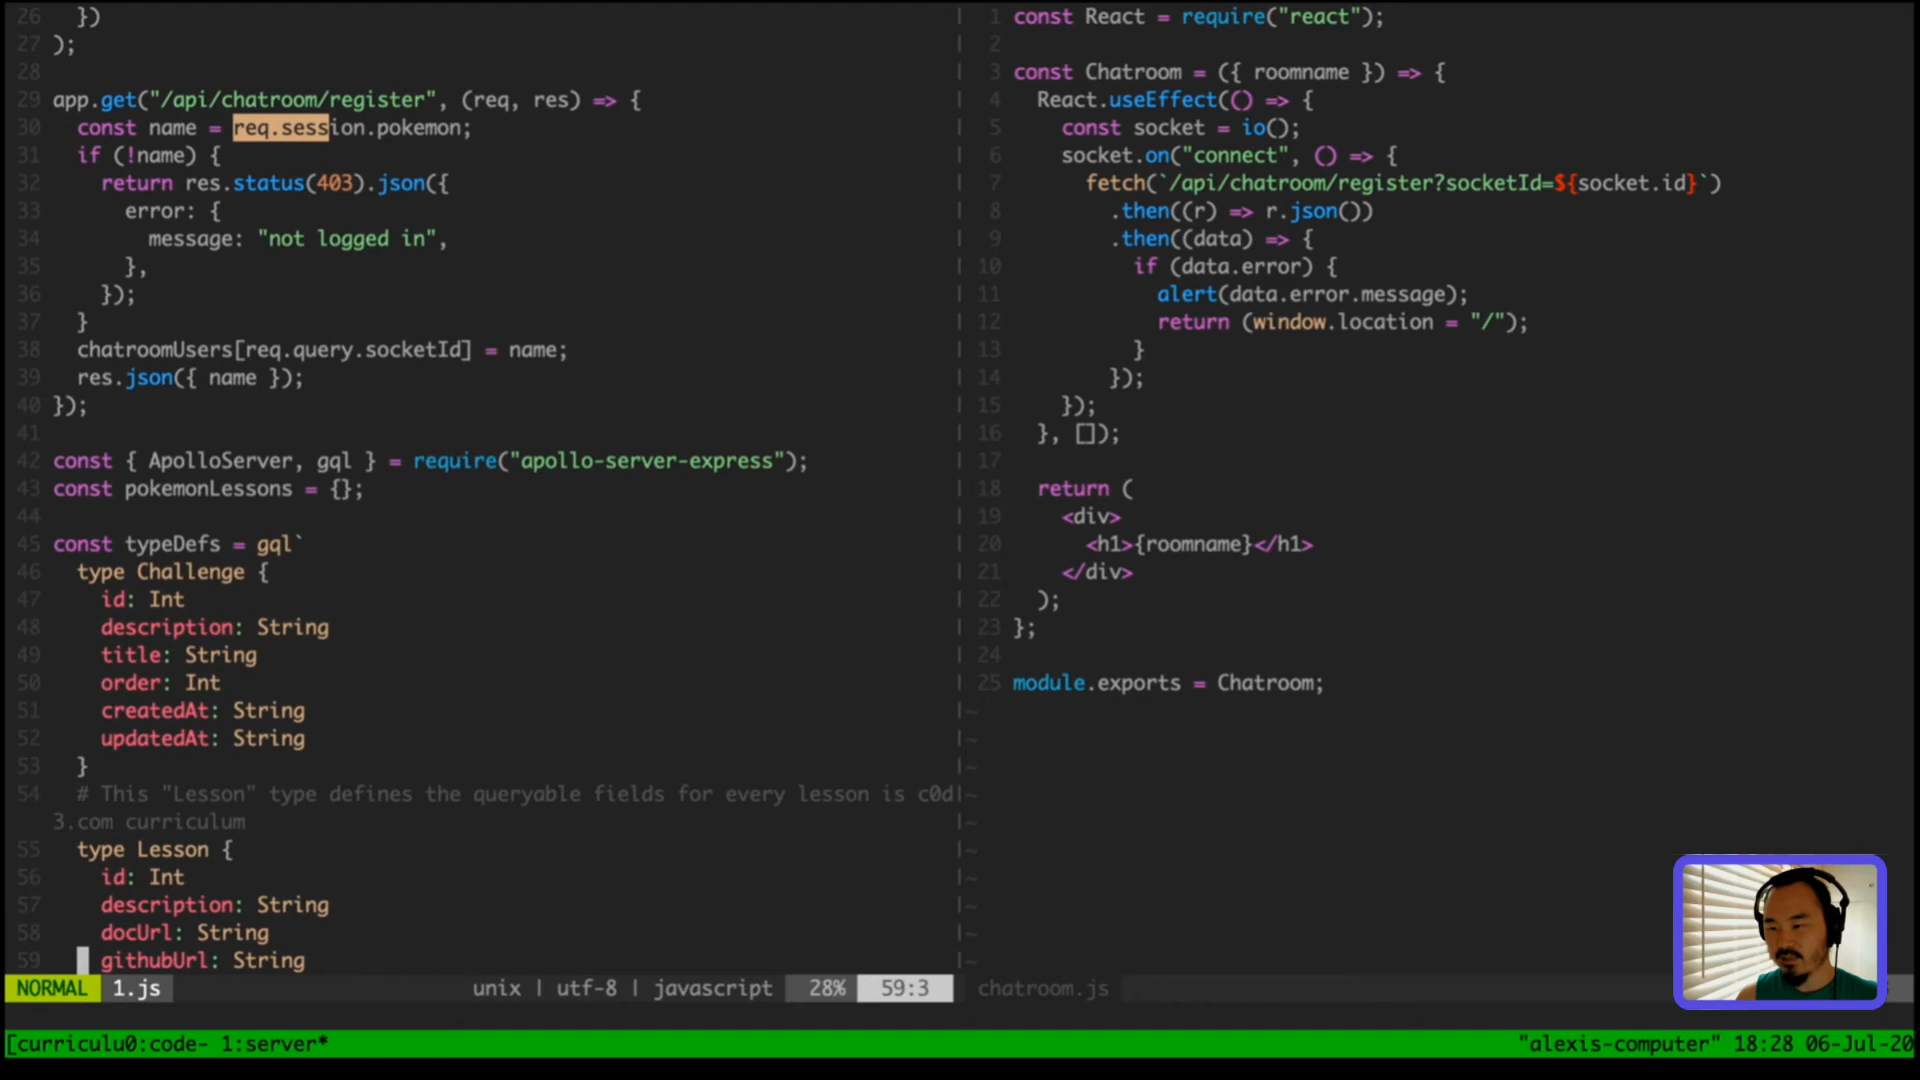 26   })
27 );
28
29 app.get("/api/chatroom/register", (req, res) => {
30   const name = req.session.pokemon;
31   if (!name) {
32     return res.status(403).json({
33       error: {
34         message: "not logged in",
35       },
36     });
37   }
38   chatroomUsers[req.query.socketId] = name;
39   res.json({ name });
40 });
41
42 const { ApolloServer, gql } = require("apollo-server-express");
43 const pokemonLessons = {};
44
45 const typeDefs = gql`
46   type Challenge {
47     id: Int
48     description: String
49     title: String
50     order: Int
51     createdAt: String
52     updatedAt: String
53   }
54   # This "Lesson" type defines the queryable fields for every lesson is c0d
3.com curriculum
55   type Lesson {
56     id: Int
57     description: String
58     docUrl: String
59     githubUrl: String
NORMAL 1.js unix | utf-8 | javascript 28% 59:3
1 const React = require("react");
2
3 const Chatroom = ({ roomname }) => {
4   React.useEffect(() => {
5     const socket = io();
6     socket.on("connect", () => {
7       fetch(`/api/chatroom/register?socketId=${socket.id}`)
8         .then((r) => r.json())
9         .then((data) => {
10           if (data.error) {
11             alert(data.error.message);
12             return (window.location = "/");
13           }
14         });
15     });
16   }, []);
17
18   return (
19     <div>
20       <h1>{roomname}</h1>
21     </div>
22   );
23 };
24
25 module.exports = Chatroom;
~
~
~
~
~
~
~
~
~
chatroom.js
[curriculu0:code- 1:server* "alexis-computer" 18:28 06-Jul-20